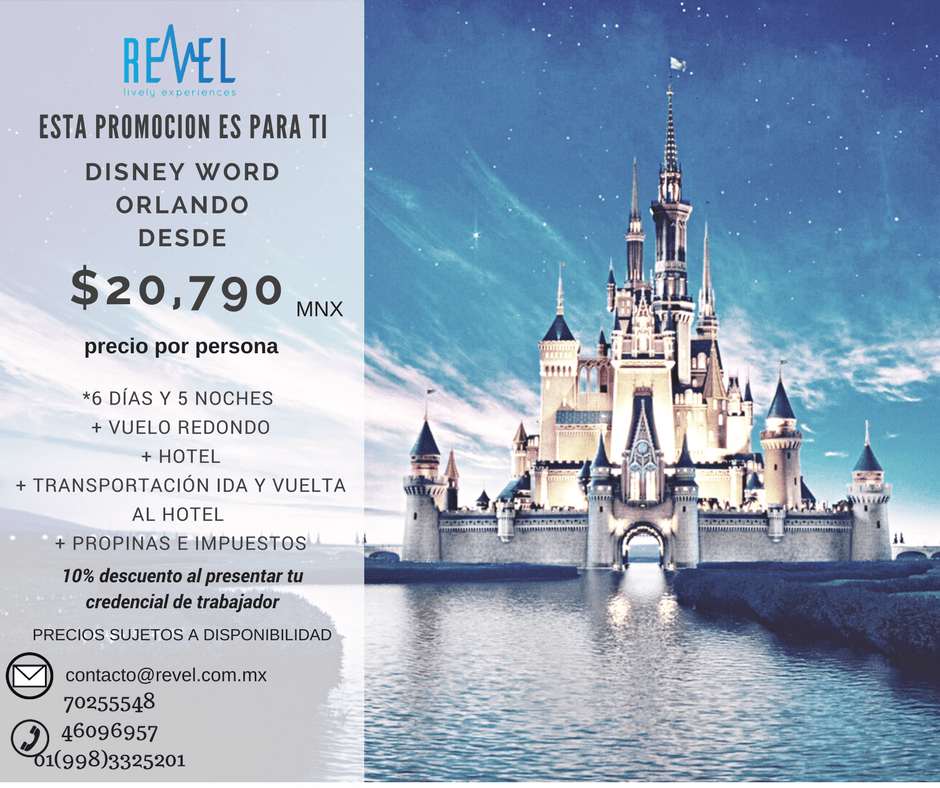 REVEL
lively experiences
ESTA PROMOCION ES PARA TI
DISNEY WORD
ORLANDO
DESDE
$20,790 MNX
precio por persona
*6 DÍAS Y 5 NOCHES
+ VUELO REDONDO
+ HOTEL
+ TRANSPORTACIÓN IDA Y VUELTA
AL HOTEL
+ PROPINAS E IMPUESTOS
10% descuento al presentar tu
credencial de trabajador
PRECIOS SUJETOS A DISPONIBILIDAD
contacto@revel.com.mx
70255548
46096957
01(998)3325201